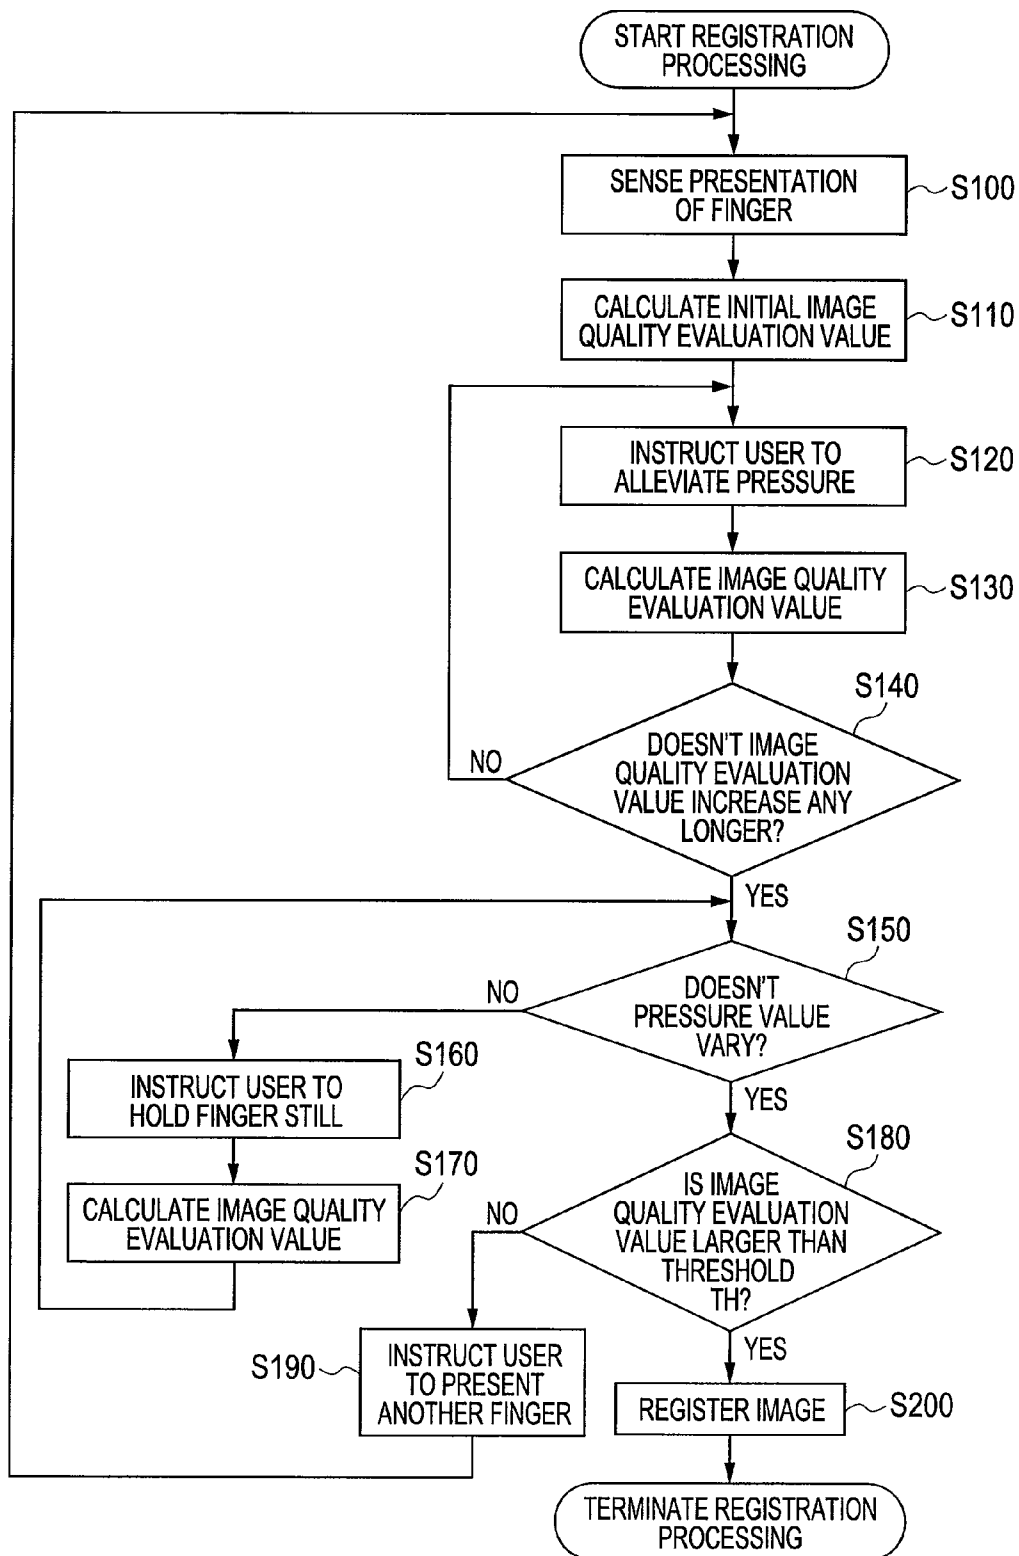 START REGISTRATION
PROCESSING
SENSE PRESENTATION
OF FINGER
S100
CALCULATE INITIAL IMAGE
QUALITY EVALUATION VALUE
S110
INSTRUCT USER TO
ALLEVIATE PRESSURE
S120
CALCULATE IMAGE QUALITY
EVALUATION VALUE
S130
S140
DOESN'T IMAGE
QUALITY EVALUATION
VALUE INCREASE ANY
LONGER?
NO
YES
S150
DOESN'T
PRESSURE VALUE
VARY?
NO
YES
S160
INSTRUCT USER TO
HOLD FINGER STILL
S170
CALCULATE IMAGE QUALITY
EVALUATION VALUE
S180
IS IMAGE
QUALITY EVALUATION
VALUE LARGER THAN
THRESHOLD
TH?
NO
YES
S190
INSTRUCT USER
TO PRESENT
ANOTHER FINGER
REGISTER IMAGE
S200
TERMINATE REGISTRATION
PROCESSING